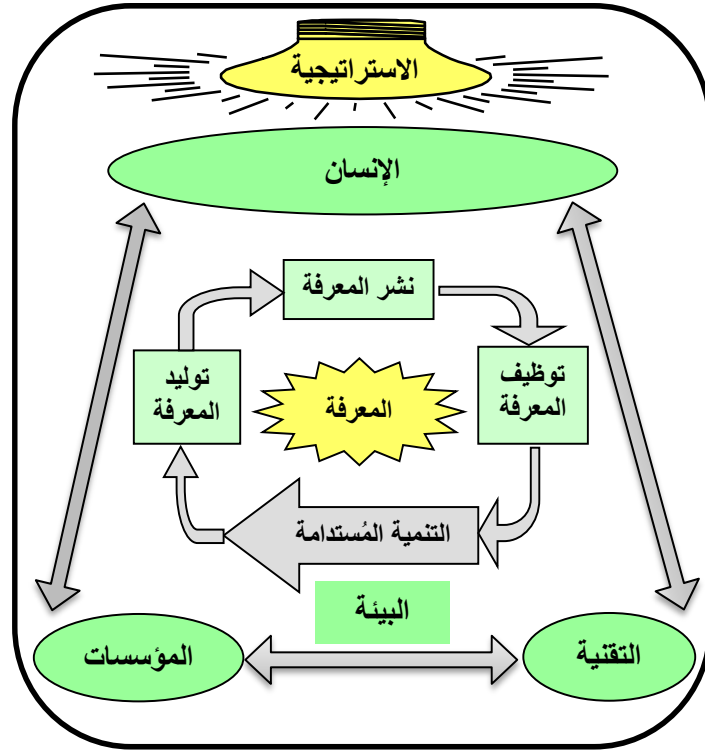 الاستراتيجية
الإنسان
نشر المعرفة
توظيف
المعرفة
توليد
المعرفة
المعرفة
التنمية المُستدامة
البيئة
التقنية
المؤسسات